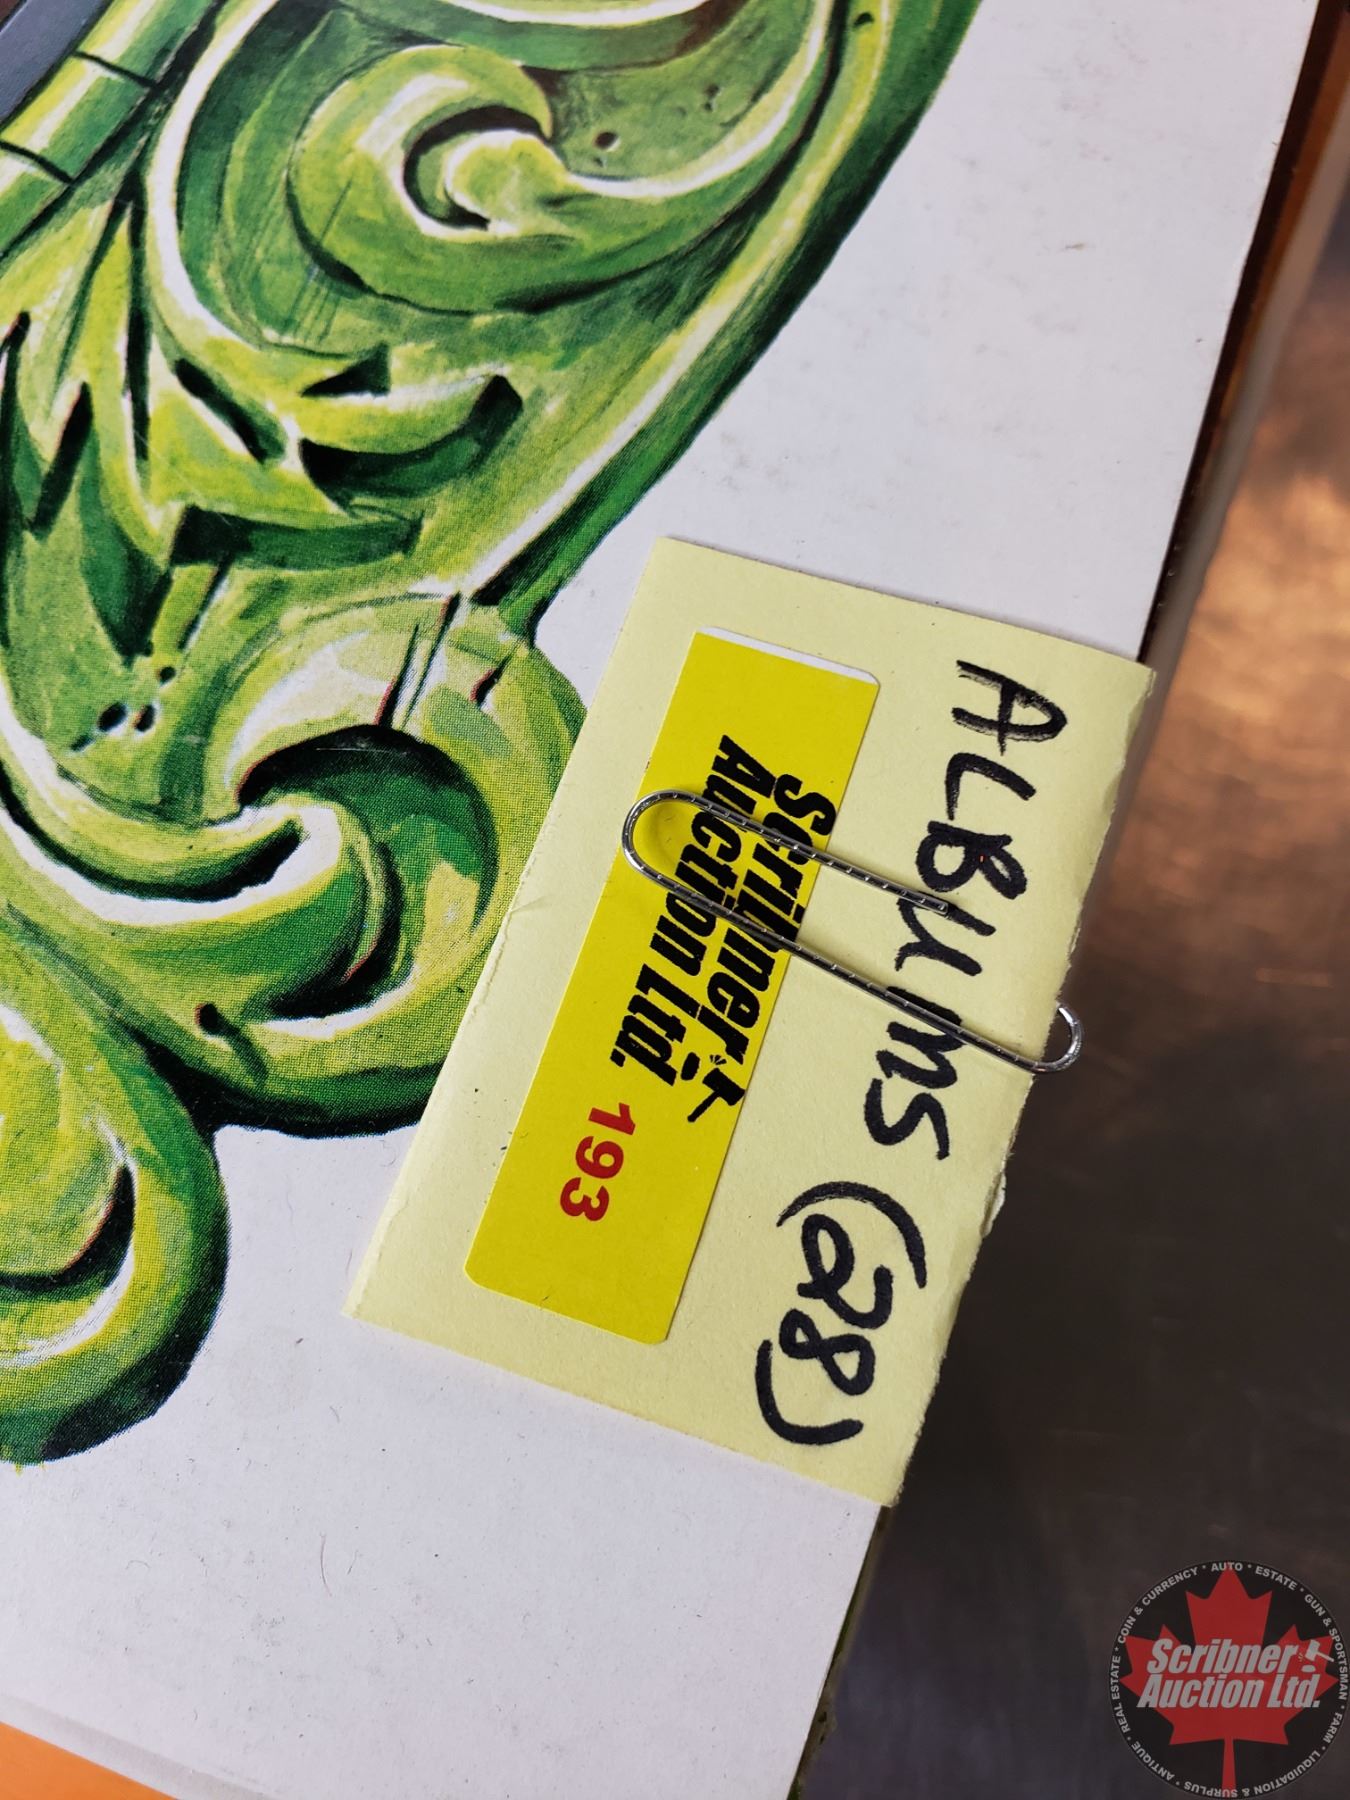 ALBUMS (28)
Scribner
Auction Ltd. 193
COIN & CURRENCY * AUTO * ESTATE * GUN & SPORTSMAN * FARM * LIQUIDATION & SURPLUS * ANTIQUE * REAL ESTATE *
Scribner
Auction Ltd.